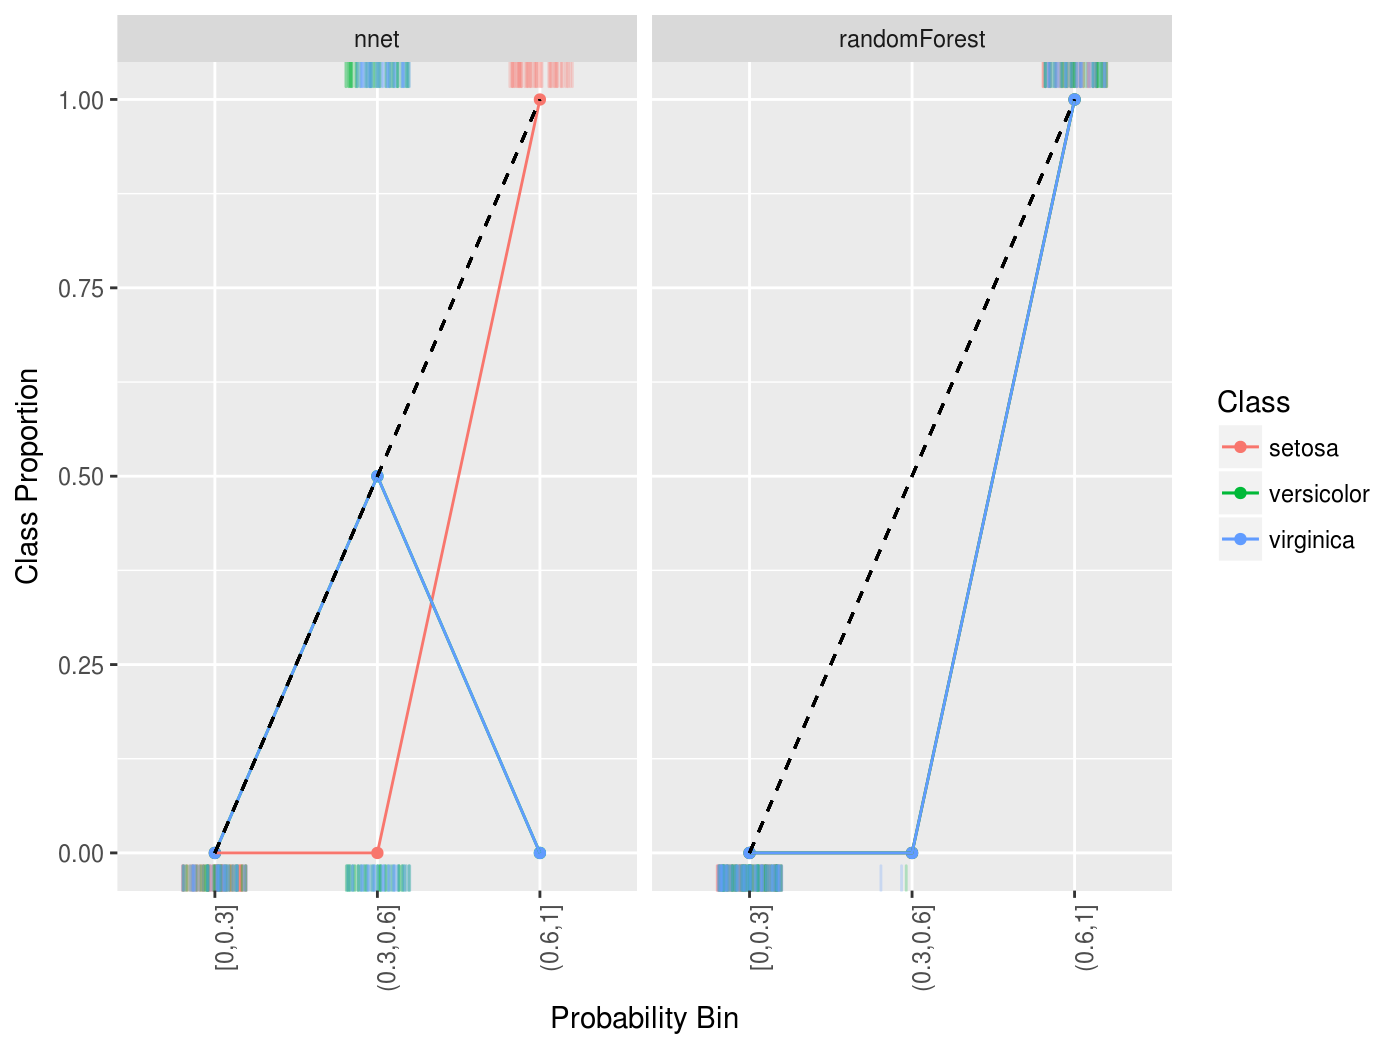 nnet
randomForest
1.00
0.75
0.50
0.25
0.00
Class Proportion
[0,0.3]
(0.3,0.6]
(0.6,1]
[0,0.3]
(0.3,0.6]
(0.6,1]
Probability Bin
Class
setosa
versicolor
virginica